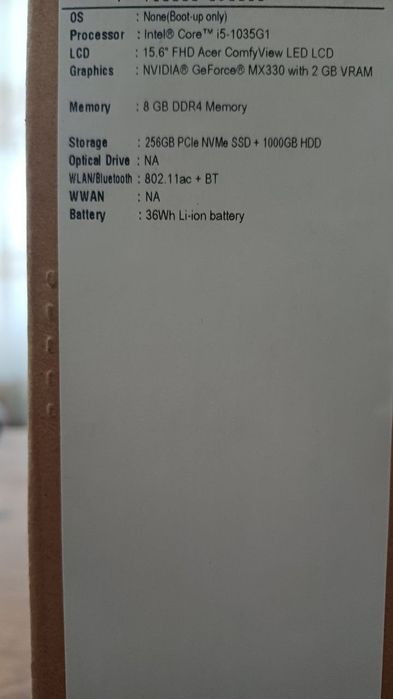 OS : None(Boot-up only)
Processor : Intel® Core™ i5-1035G1
LCD : 15.6" FHD Acer ComfyView LED LCD
Graphics : NVIDIA® GeForce® MX330 with 2 GB VRAM
Memory : 8 GB DDR4 Memory
Storage : 256GB PCIe NVMe SSD + 1000GB HDD
Optical Drive : NA
WLAN/Bluetooth : 802.11ac + BT
WWAN : NA
Battery : 36Wh Li-ion battery